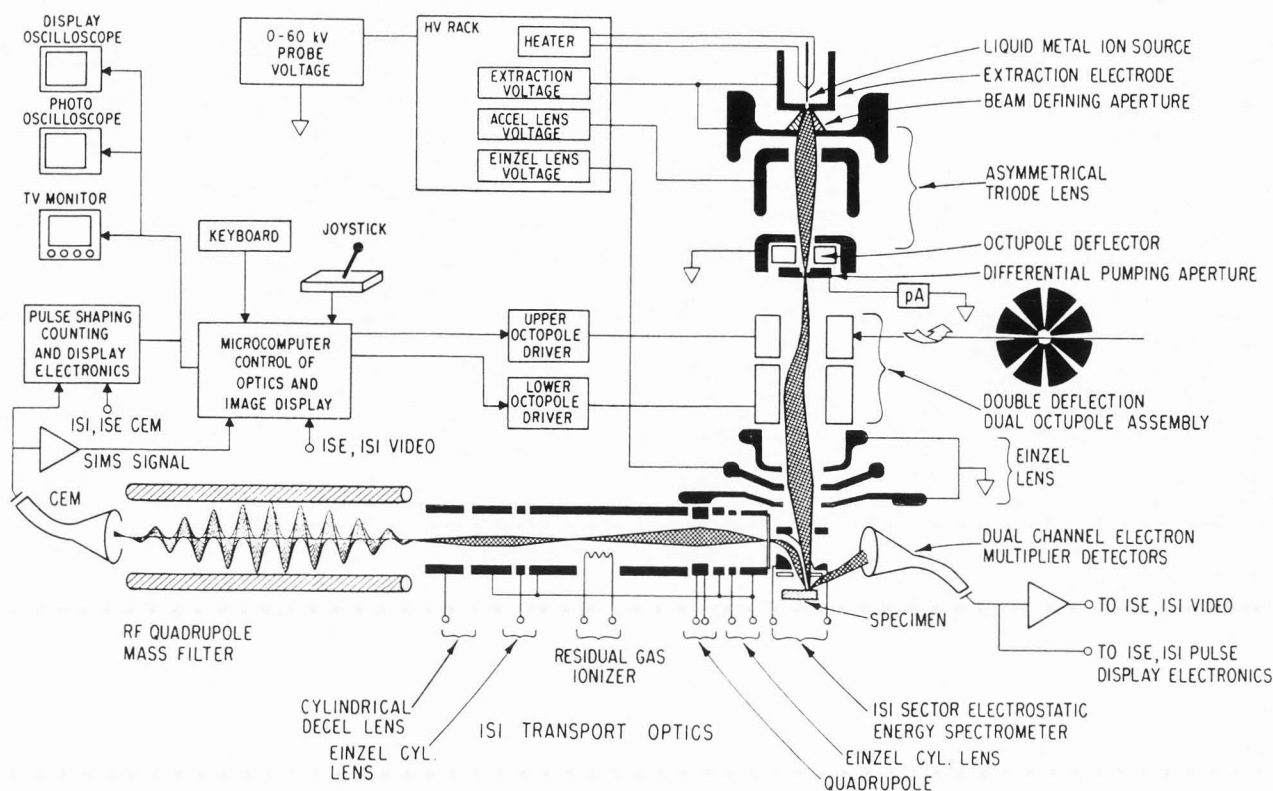 DISPLAY
OSCILLOSCOPE
PHOTO
OSCILLOSCOPE
TV MONITOR
0-60 kV
PROBE
VOLTAGE
HV RACK
HEATER
EXTRACTION
VOLTAGE
ACCEL LENS
VOLTAGE
EINZEL LENS
VOLTAGE
LIQUID METAL ION SOURCE
EXTRACTION ELECTRODE
BEAM DEFINING APERTURE
ASYMMETRICAL
TRIODE LENS
OCTUPOLE DEFLECTOR
DIFFERENTIAL PUMPING APERTURE
pA
KEYBOARD
JOYSTICK
PULSE SHAPING
COUNTING
AND DISPLAY
ELECTRONICS
MICROCOMPUTER
CONTROL OF
OPTICS AND
IMAGE DISPLAY
UPPER
OCTOPOLE
DRIVER
LOWER
OCTOPOLE
DRIVER
DOUBLE DEFLECTION
DUAL OCTUPOLE ASSEMBLY
ISI, ISE CEM
SIMS SIGNAL
ISE, ISI VIDEO
EINZEL
LENS
CEM
DUAL CHANNEL ELECTRON
MULTIPLIER DETECTORS
SPECIMEN
TO ISE, ISI VIDEO
TO ISE, ISI PULSE
DISPLAY ELECTRONICS
RF QUADRUPOLE
MASS FILTER
RESIDUAL GAS
IONIZER
CYLINDRICAL
DECEL LENS
EINZEL CYL.
LENS
ISI TRANSPORT OPTICS
ISI SECTOR ELECTROSTATIC
ENERGY SPECTROMETER
EINZEL CYL. LENS
QUADRUPOLE